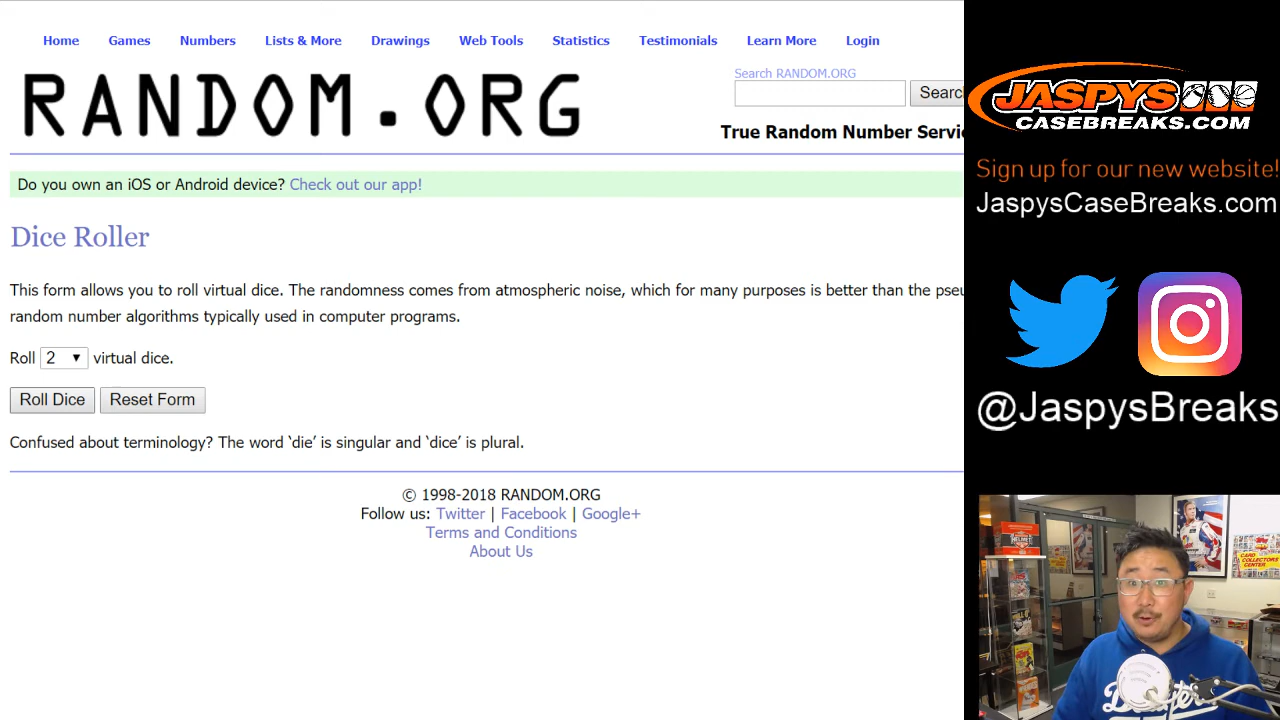 Home Games Numbers Lists & More Drawings Web Tools Statistics Testimonials Learn More Login
RANDOM.ORG
Search RANDOM.ORG
Search
True Random Number Servi
Do you own an iOS or Android device? Check out our app!
Dice Roller
This form allows you to roll virtual dice. The randomness comes from atmospheric noise, which for many purposes is better than the pseu
random number algorithms typically used in computer programs.
Roll 2 ▼ virtual dice.
Roll Dice Reset Form
Confused about terminology? The word ‘die’ is singular and ‘dice’ is plural.
© 1998-2018 RANDOM.ORG
Follow us: Twitter | Facebook | Google+
Terms and Conditions
About Us
JASPYS
CASEBREAKS.COM
Sign up for our new website!
JaspysCaseBreaks.com
@JaspysBreaks
CARD
COLLECTORS
CENTER